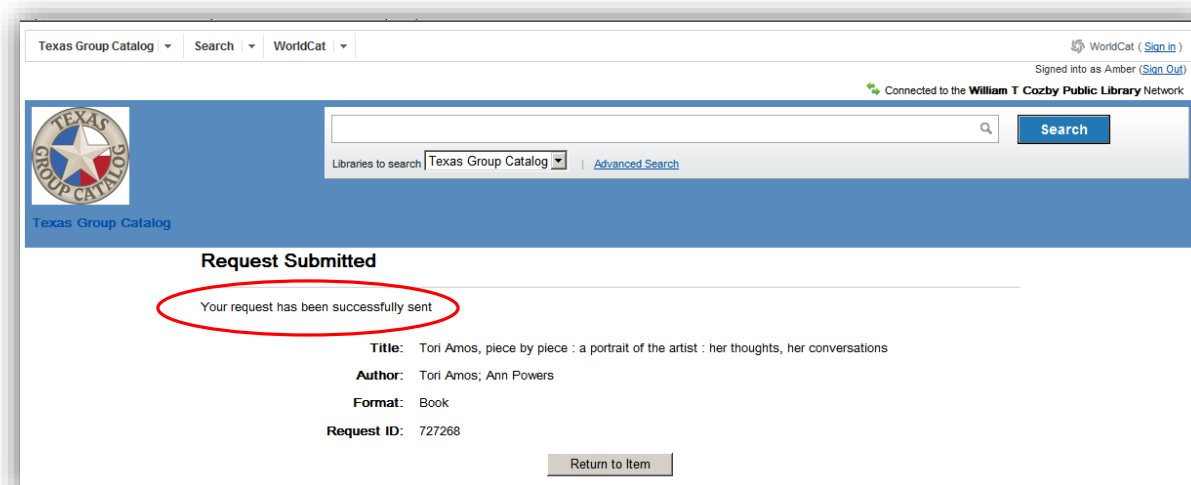 Texas Group Catalog Search WorldCat WorldCat ( Sign in )
Signed into as Amber (Sign Out)
Connected to the William T Cozby Public Library Network
TEXAS GROUP CATALOG
Search
Libraries to search Texas Group Catalog | Advanced Search
Texas Group Catalog
Request Submitted
Your request has been successfully sent
Title: Tori Amos, piece by piece : a portrait of the artist : her thoughts, her conversations
Author: Tori Amos; Ann Powers
Format: Book
Request ID: 727268
Return to Item